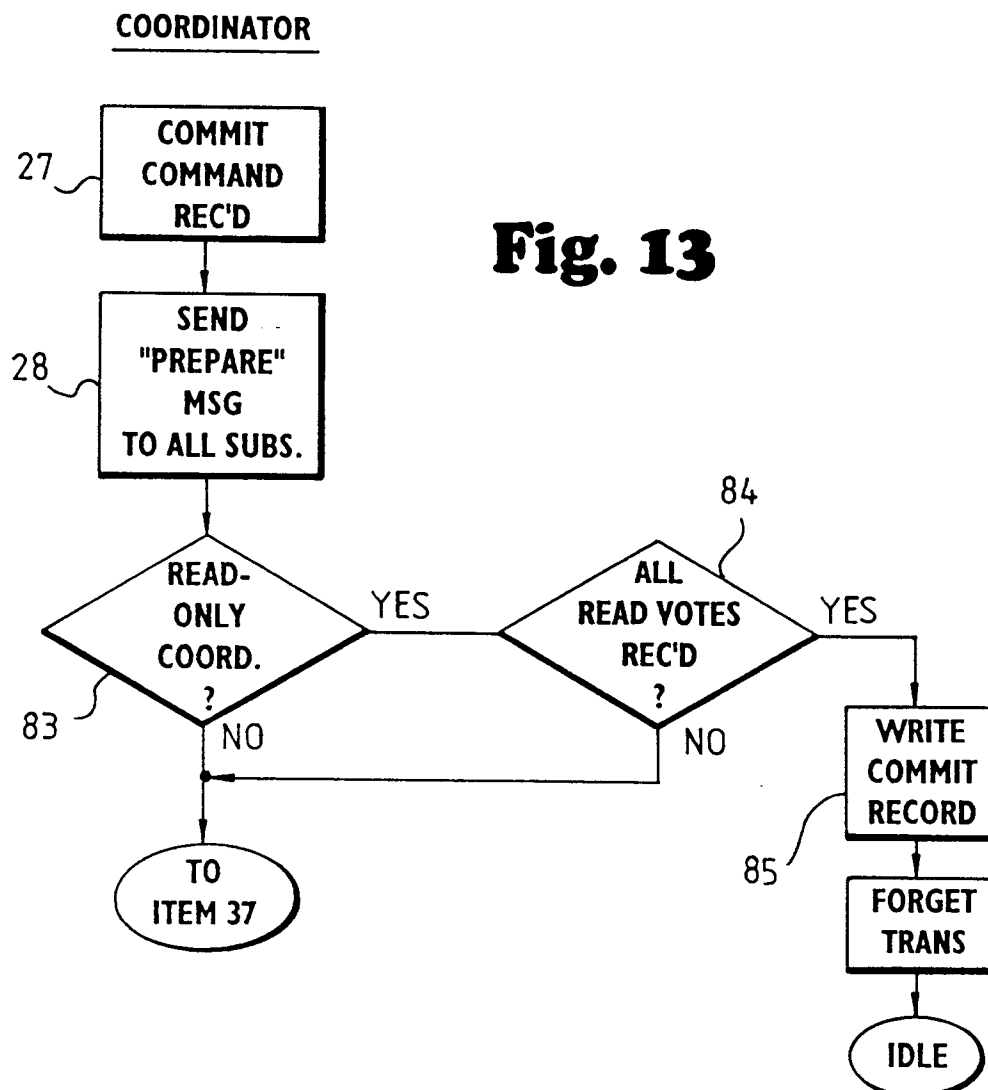 COORDINATOR
27
COMMIT
COMMAND
REC'D
Fig. 13
28
SEND
"PREPARE"
MSG
TO ALL SUBS.
83
READ-
ONLY
COORD.
?
YES
NO
84
ALL
READ VOTES
REC'D
?
YES
NO
85
WRITE
COMMIT
RECORD
TO
ITEM 37
FORGET
TRANS
IDLE